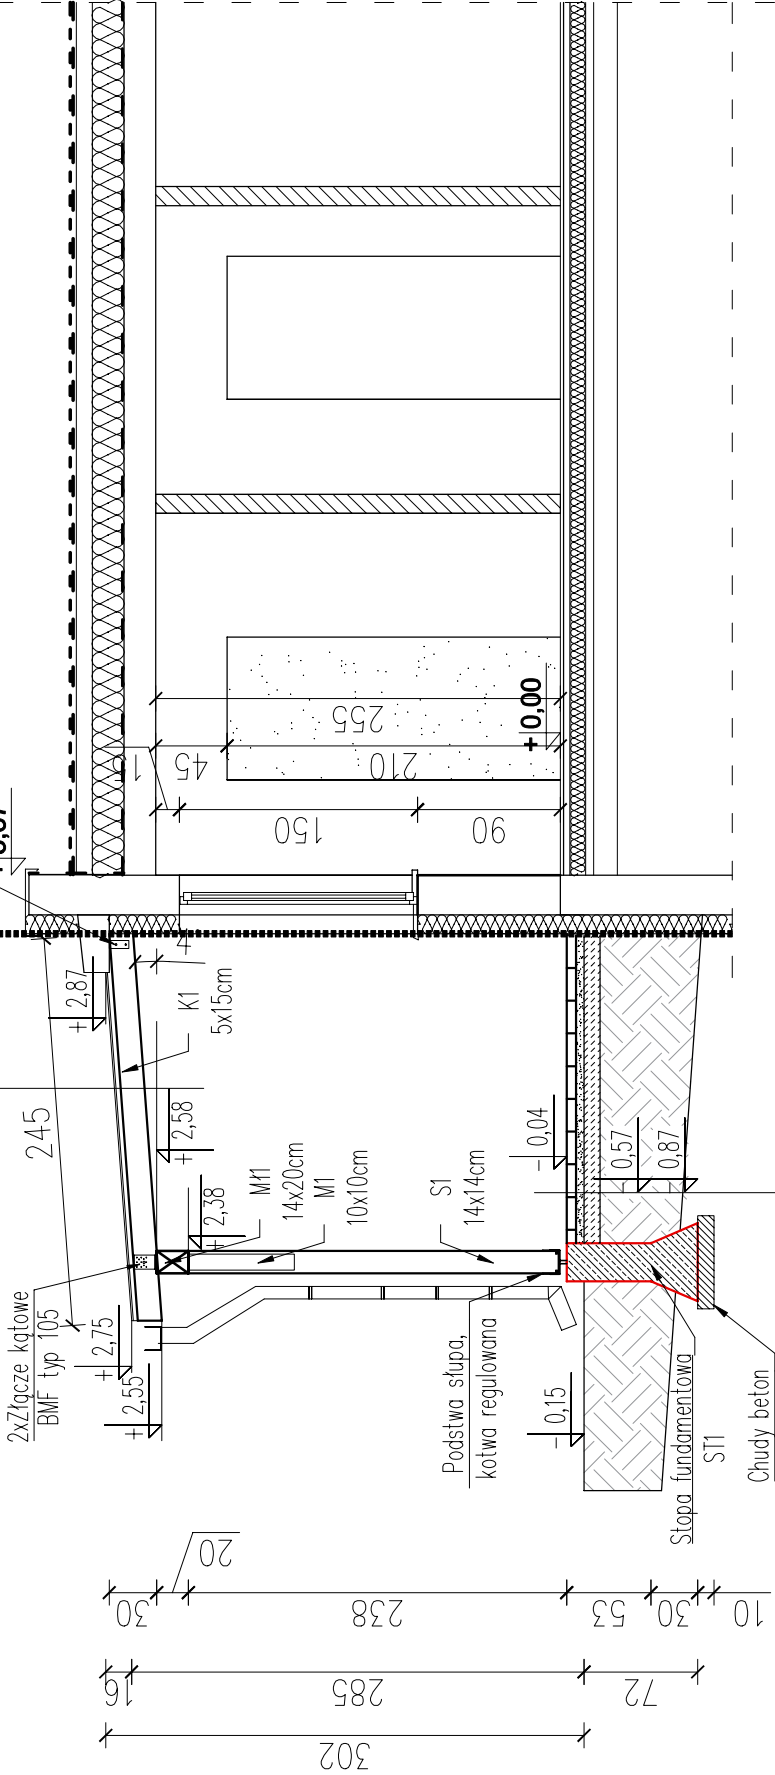 + 2,87
245
K1
5x15cm
7
+ 2,58
+ 2,38
Mł1
14x20cm
M1
10x10cm
S1
14x14cm
- 0,04
0,57
0,87
2xZłącze kątowe
BMF typ 105
+ 2,75
+ 2,55
Podstwa słupa,
kotwa regulowana
- 0,15
Stopa fundamentowa
ST1
Chudy beton
+ 0,00
255
45
210
150
90
30
20
238
53
30
10
16
285
72
302